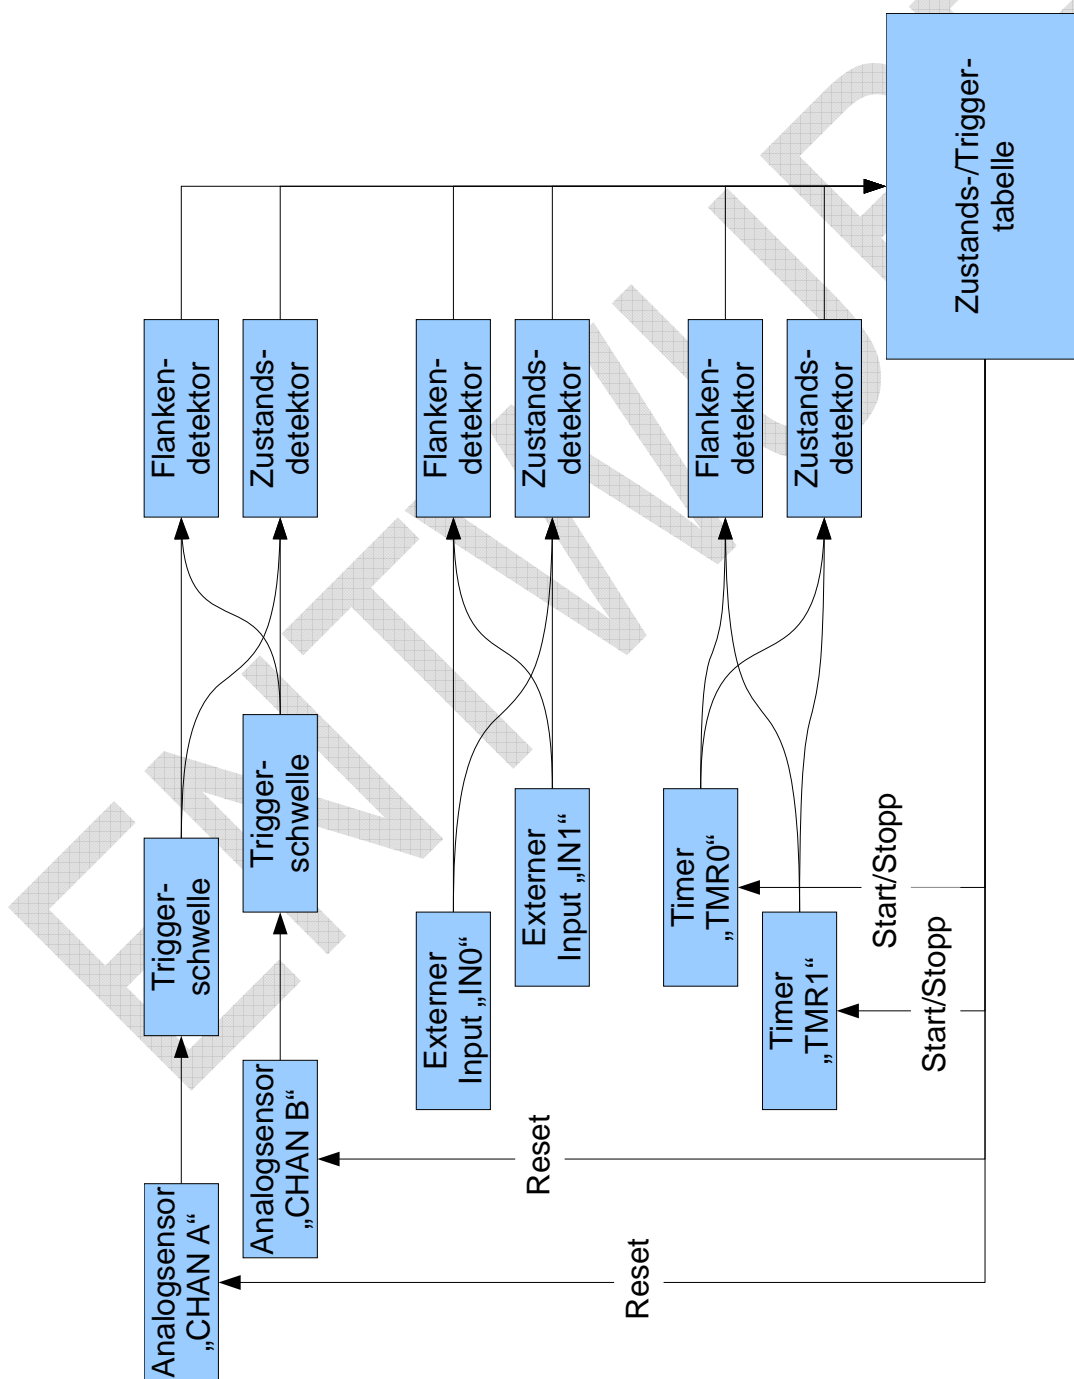 Analogsensor
„CHAN A“
Trigger-
schwelle
Flanken-
detektor
Analogsensor
„CHAN B“
Trigger-
schwelle
Zustands-
detektor
Externer
Input „IN0“
Flanken-
detektor
Externer
Input „IN1“
Zustands-
detektor
Timer
„TMR0“
Flanken-
detektor
Timer
„TMR1“
Zustands-
detektor
Reset
Reset
Start/Stopp
Start/Stopp
Zustands-/Trigger-
tabelle
ENTWURF